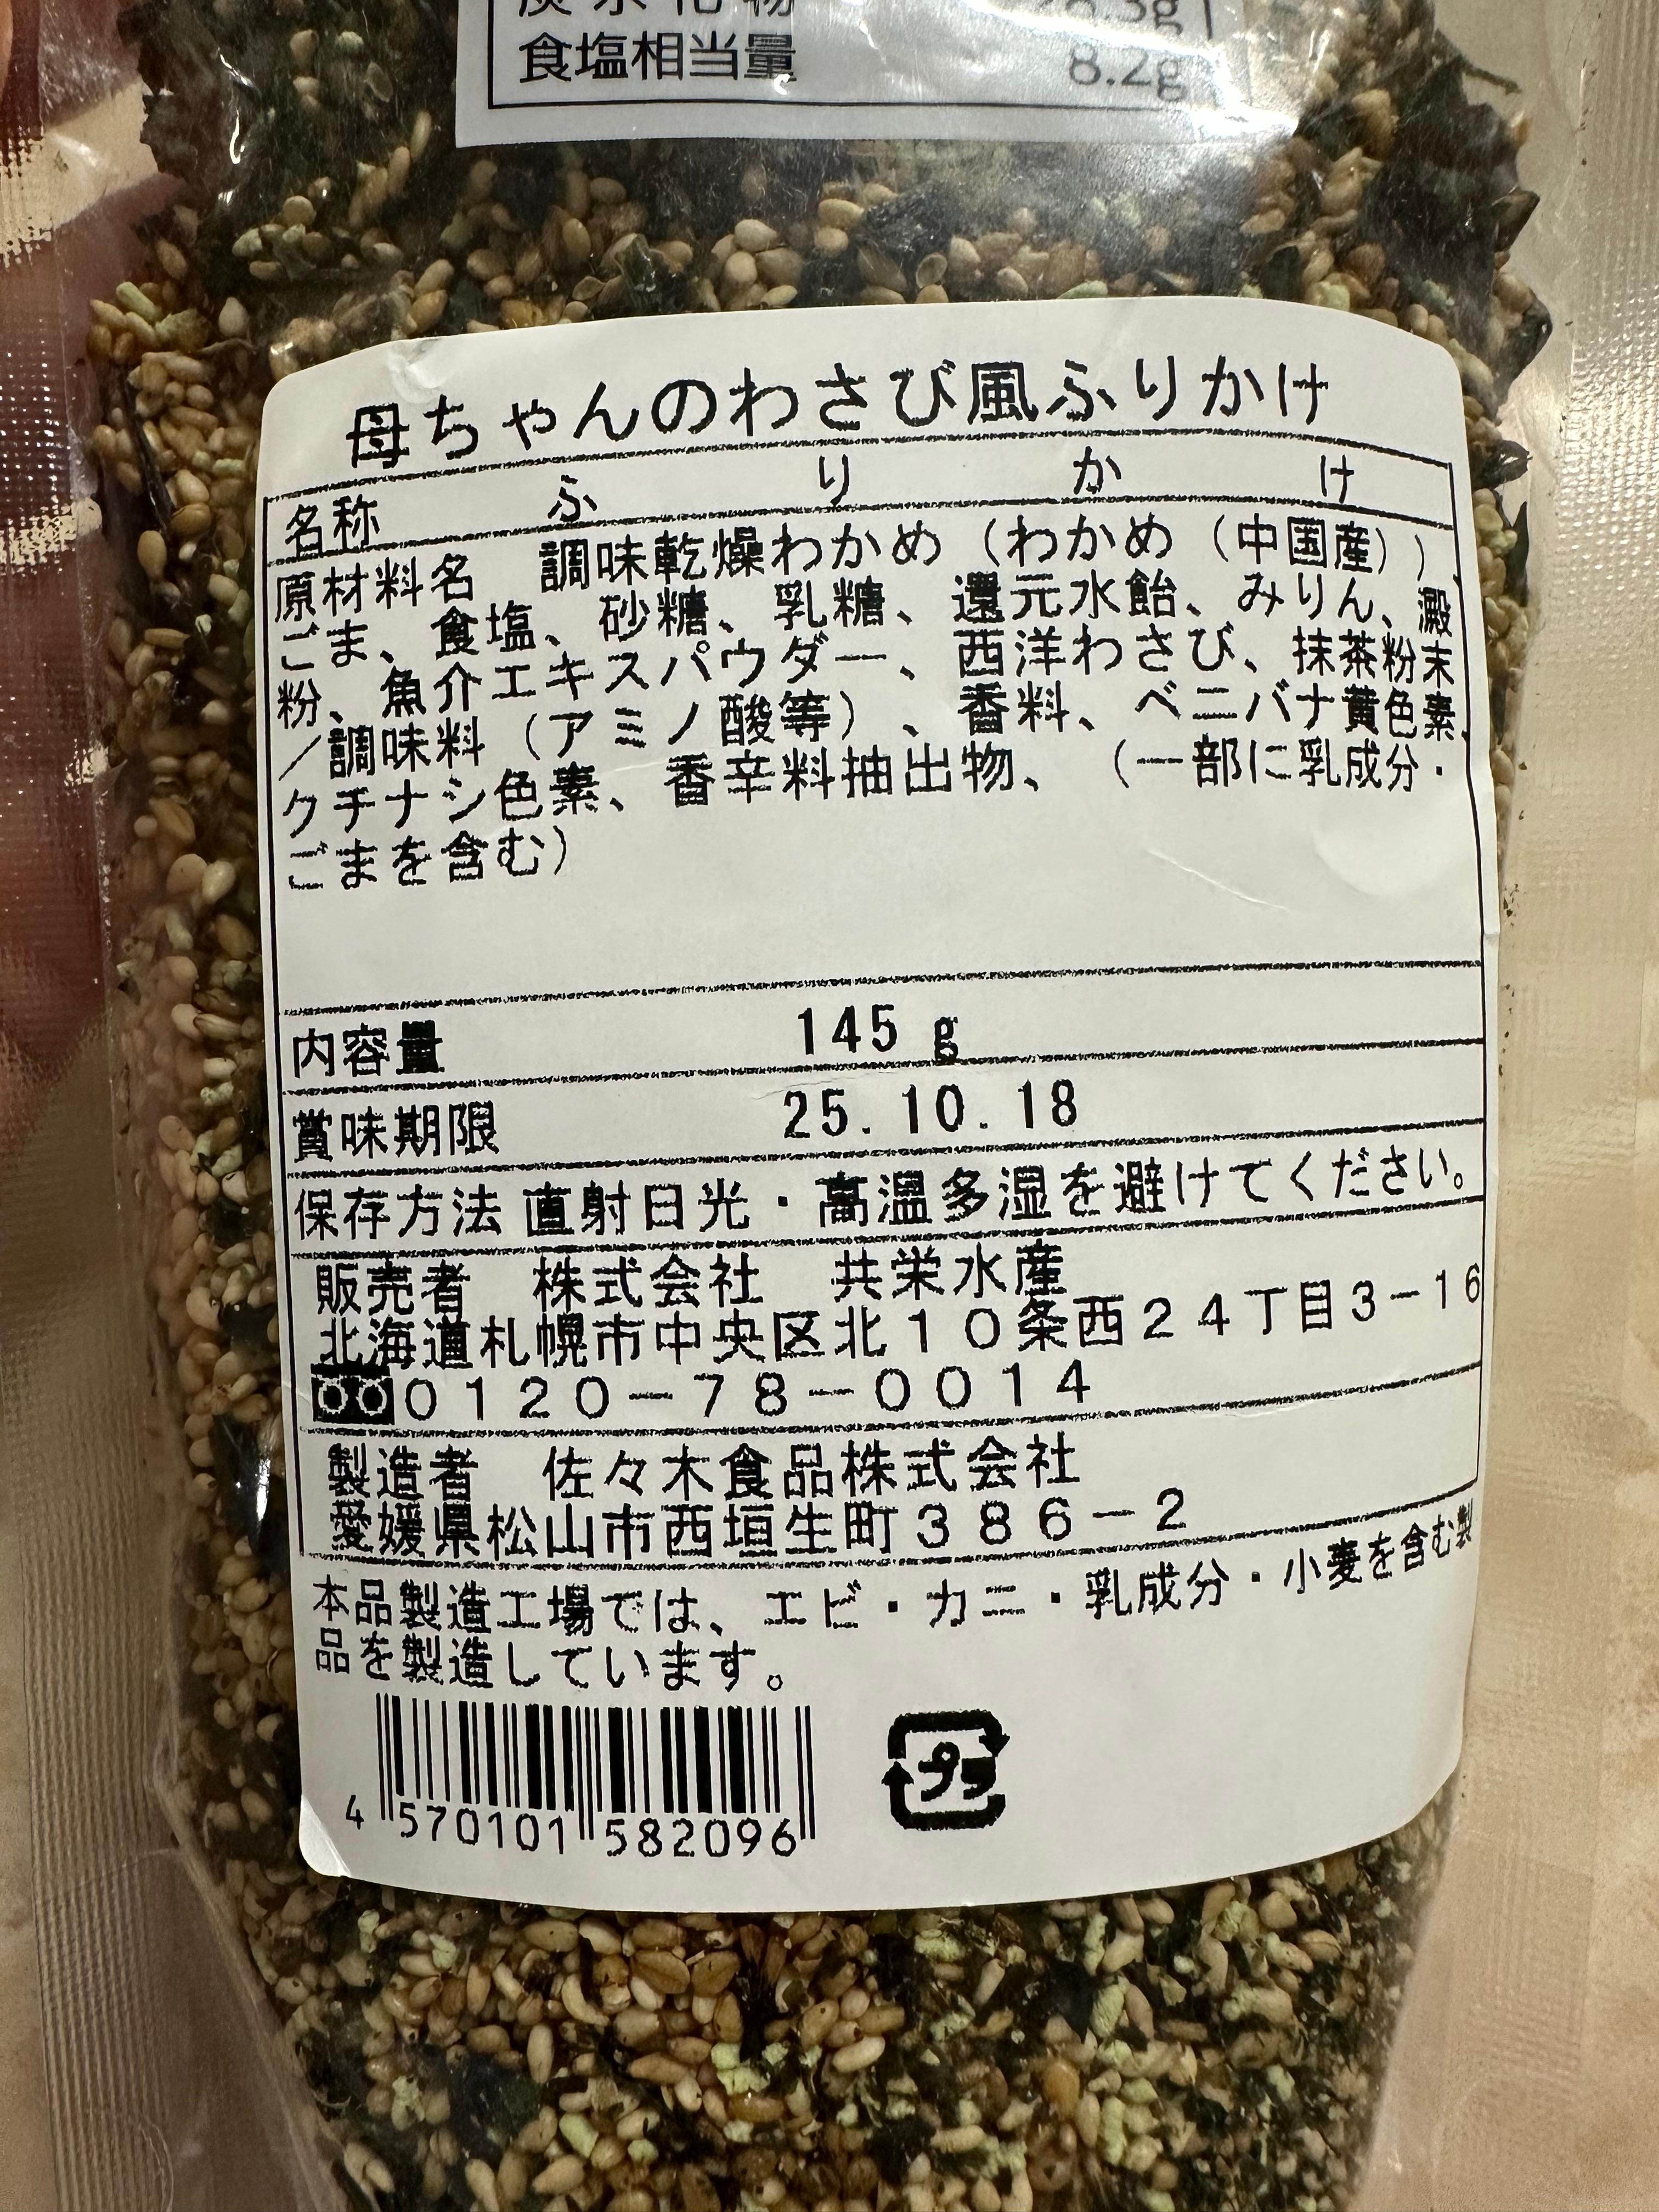 食塩相当量 8.2g
母ちゃんのわさび風ふりかけ
名称 ふりかけ
原材料名 調味乾燥わかめ（わかめ（中国産））、
ごま、食塩、砂糖、乳糖、還元水飴、みりん、澱
粉、魚介エキスパウダー、西洋わさび、抹茶粉末
／調味料（アミノ酸等）、香料、ベニバナ黄色素、
クチナシ色素、香辛料抽出物、（一部に乳成分・
ごまを含む）
内容量 145 g
賞味期限 25.10.18
保存方法 直射日光・高温多湿を避けてください。
販売者 株式会社 共栄水産
北海道札幌市中央区北１０条西２４丁目３－１６
０１２０－７８－００１４
製造者 佐々木食品株式会社
愛媛県松山市西垣生町３８６－２
本品製造工場では、エビ・カニ・乳成分・小麦を含む製
品を製造しています。
4 570101 582096
プラ